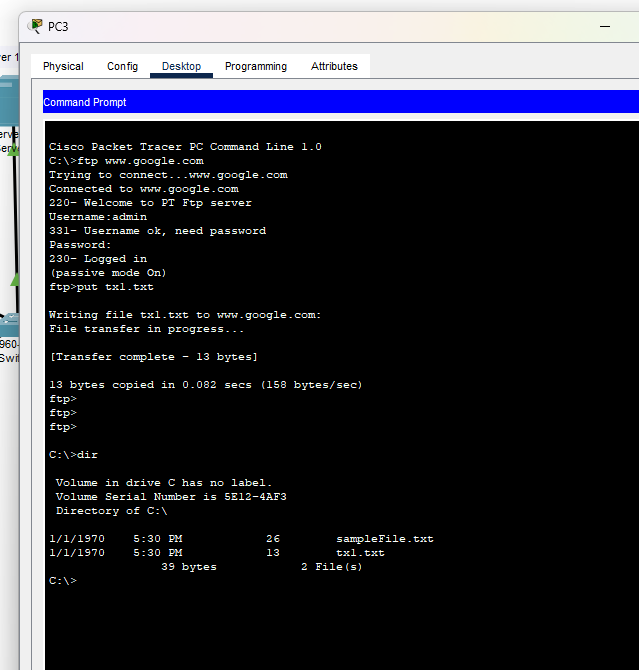 PC3
Physical Config Desktop Programming Attributes
Command Prompt
Cisco Packet Tracer PC Command Line 1.0
C:\>ftp www.google.com
Trying to connect...www.google.com
Connected to www.google.com
220- Welcome to PT Ftp server
Username:admin
331- Username ok, need password
Password:
230- Logged in
(passive mode On)
ftp>put tx1.txt
Writing file tx1.txt to www.google.com:
File transfer in progress...
[Transfer complete - 13 bytes]
13 bytes copied in 0.082 secs (158 bytes/sec)
ftp>
ftp>
ftp>
C:\>dir
Volume in drive C has no label.
Volume Serial Number is 5E12-4AF3
Directory of C:\
1/1/1970 5:30 PM 26 sampleFile.txt
1/1/1970 5:30 PM 13 tx1.txt
39 bytes 2 File(s)
C:\>